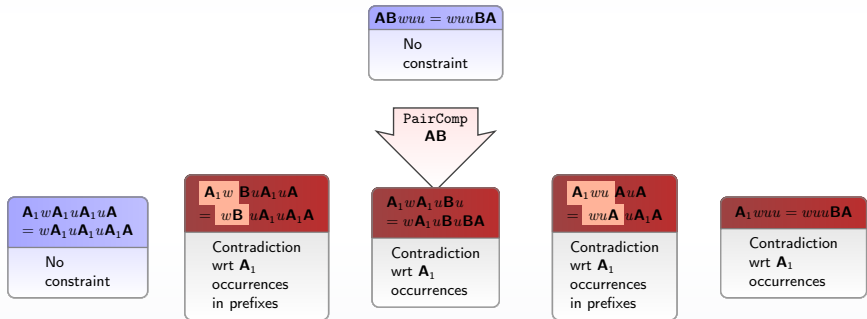 ABwuu = wuuBA
No
constraint
PairComp
AB
A₁wA₁uA₁uA
= wA₁uA₁uA₁A
No
constraint
A₁w BuA₁uA
= wB uA₁uA₁A
Contradiction
wrt A₁
occurrences
in prefixes
A₁wA₁uBu
= wA₁uBuBA
Contradiction
wrt A₁
occurrences
A₁wu AuA
= wuA uA₁A
Contradiction
wrt A₁
occurrences
in prefixes
A₁wuu = wuuBA
Contradiction
wrt A₁
occurrences